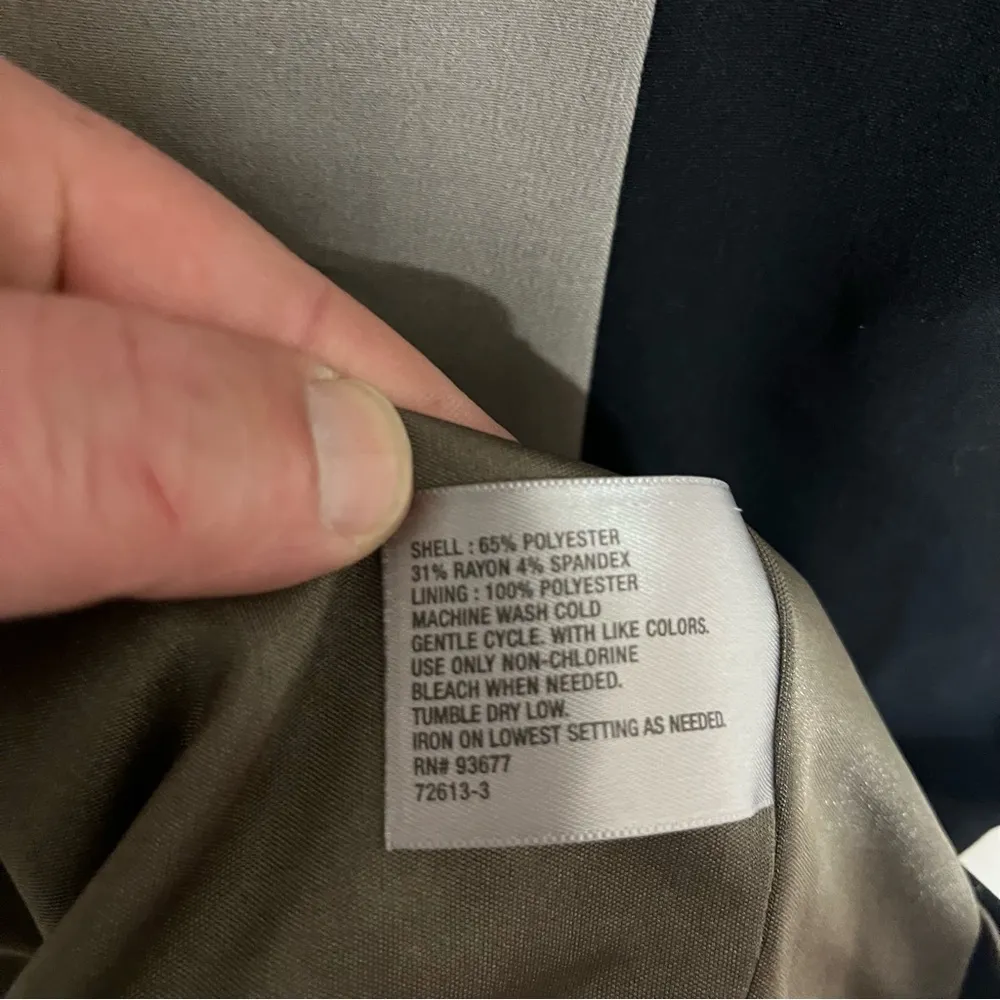 SHELL : 65% POLYESTER
31% RAYON 4% SPANDEX
LINING : 100% POLYESTER
MACHINE WASH COLD
GENTLE CYCLE. WITH LIKE COLORS.
USE ONLY NON-CHLORINE
BLEACH WHEN NEEDED.
TUMBLE DRY LOW.
IRON ON LOWEST SETTING AS NEEDED.
RN# 93677
72613-3